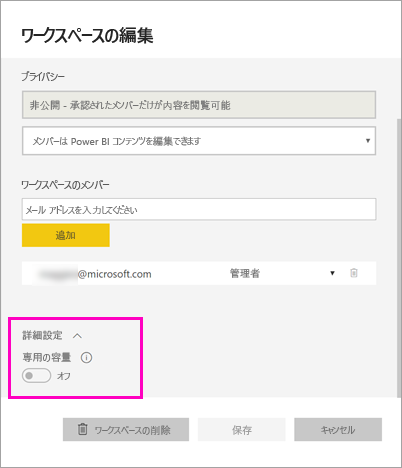 ワークスペースの編集
プライバシー
非公開 - 承認されたメンバーだけが内容を閲覧可能
メンバーは Power BI コンテンツを編集できます
ワークスペースのメンバー
メール アドレスを入力してください
追加
@microsoft.com 管理者
詳細設定
専用の容量
オフ
ワークスペースの削除 保存 キャンセル